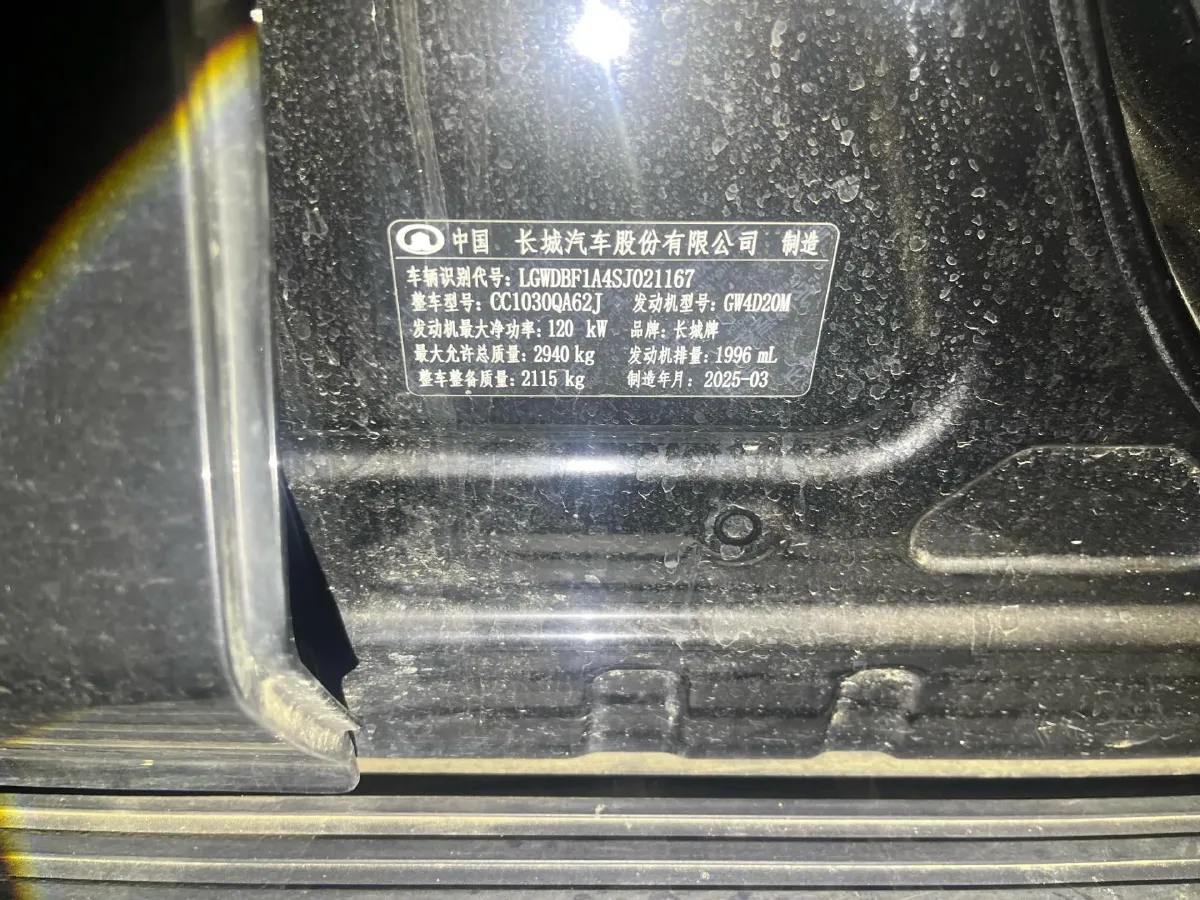 中国 长城汽车股份有限公司 制造
车辆识别代号: LGWDBF1A4SJ021167
整车型号: CC1030QA62J 发动机型号: GW4D20M
发动机最大净功率: 120 kW 品牌: 长城牌
最大允许总质量: 2940 kg 发动机排量: 1996 mL
整车整备质量: 2115 kg 制造年月: 2025-03